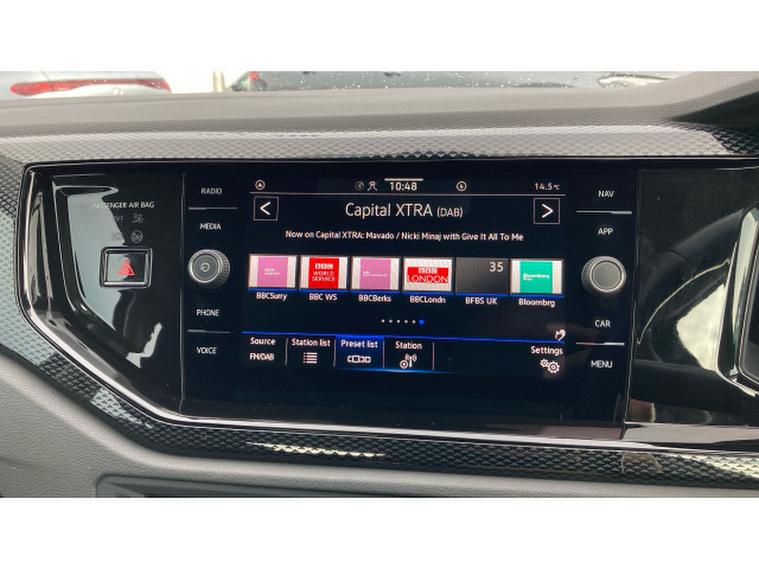 PASSENGER AIR BAG
OFF
RADIO
MEDIA
PHONE
VOICE
10:48
14.5°C
Capital XTRA (DAB)
Now on Capital XTRA: Mavado / Nicki Minaj with Give It All To Me
BBC WORLD SERVICE
BBC LONDON
35
Bloomberg
BBCSurry
BBC WS
BBCBerks
BBCLondn
BFBS UK
Bloombrg
Source
FM/DAB
Station list
Preset list
Station
Settings
NAV
APP
CAR
MENU